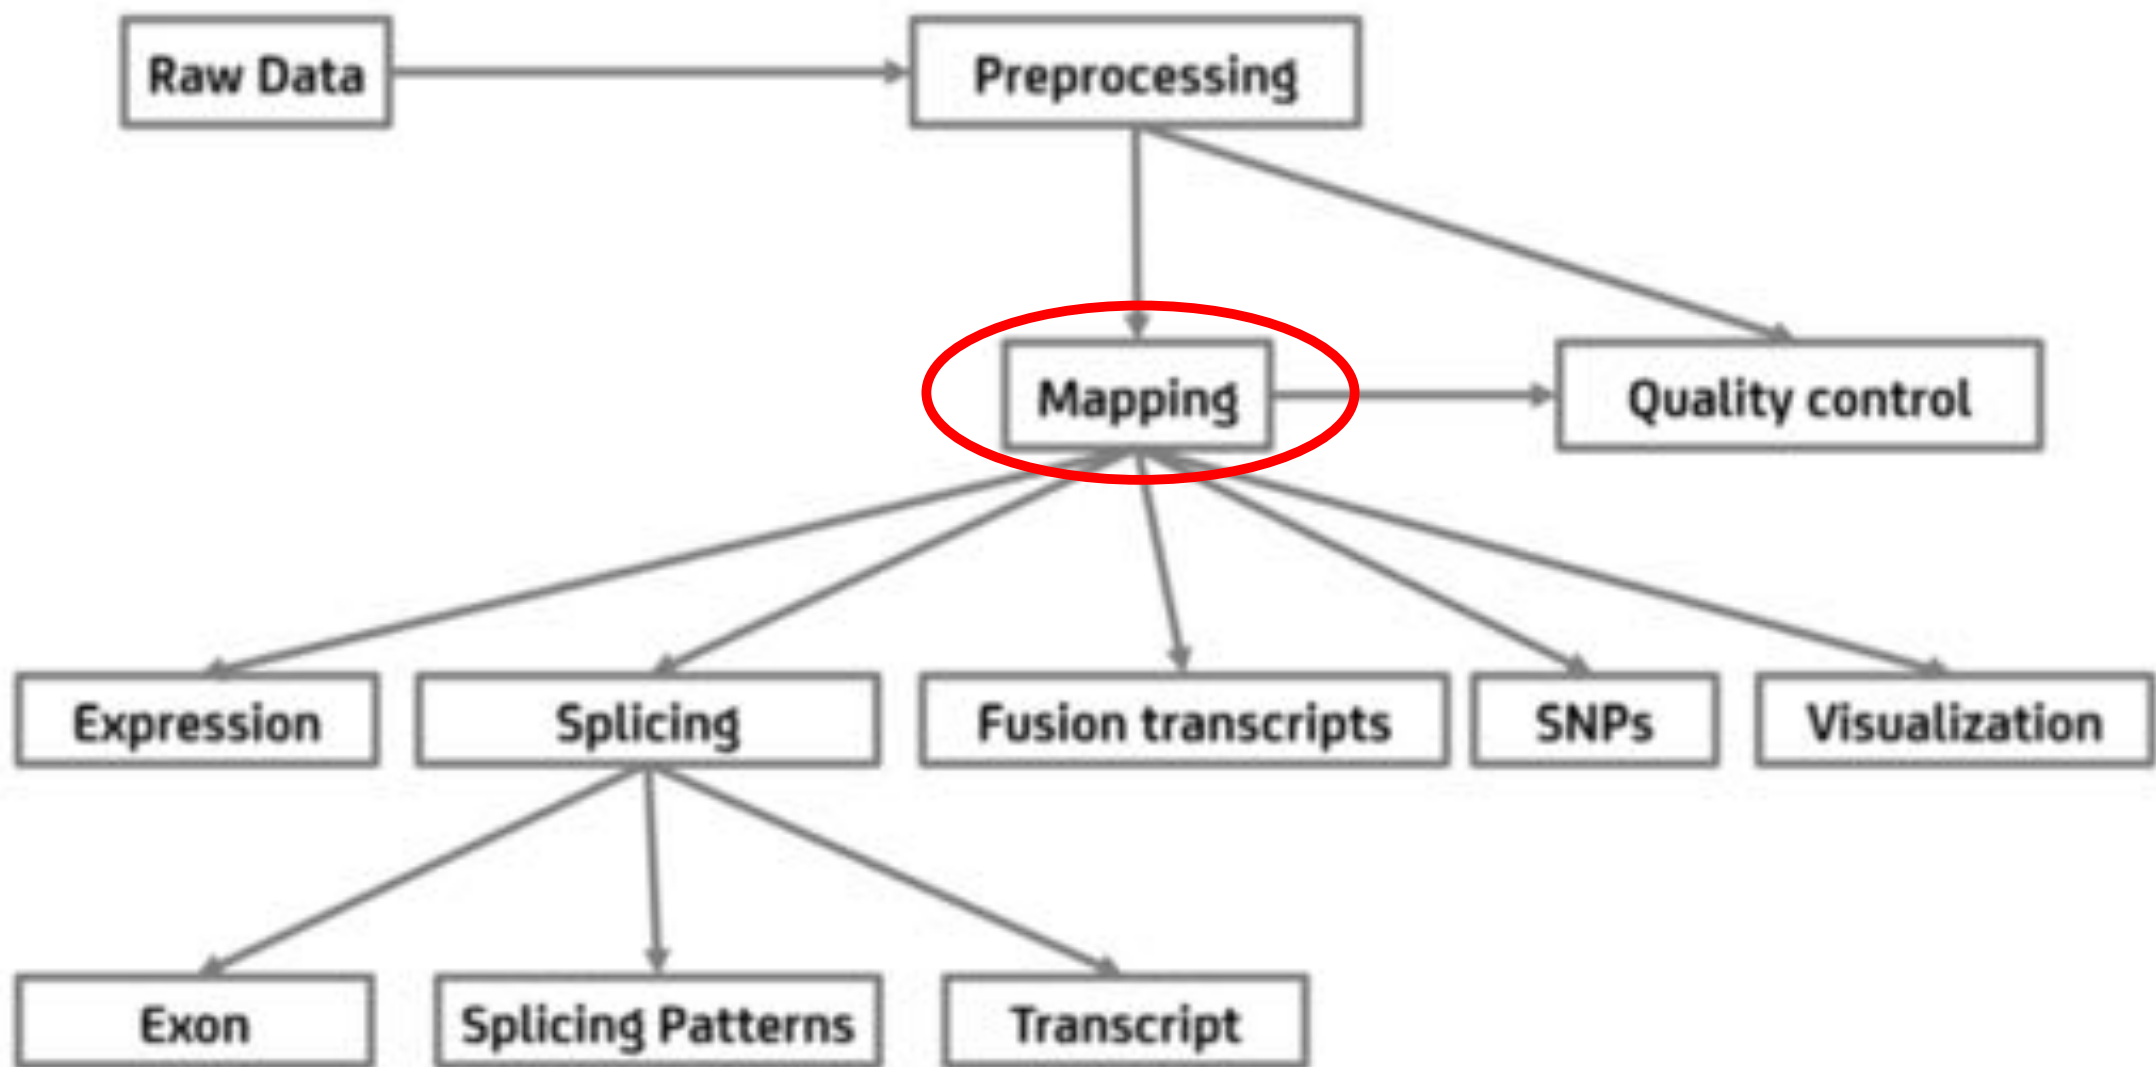 Raw Data
Preprocessing
Mapping
Quality control
Expression
Splicing
Fusion transcripts
SNPs
Visualization
Exon
Splicing Patterns
Transcript